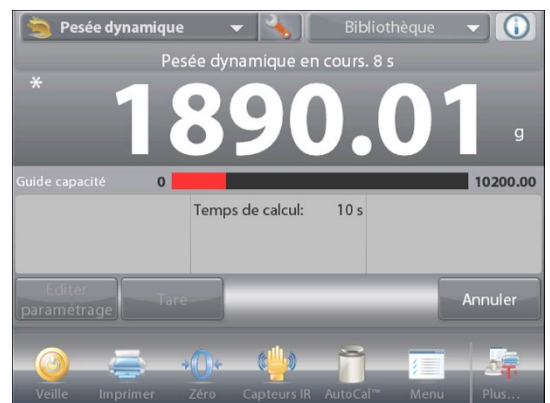 Pesée dynamique
Bibliothèque
Pesée dynamique en cours. 8 s
* 1890.01 g
Guide capacité 0 10200.00
Temps de calcul: 10 s
Editer paramétrage
Tare
Annuler
Veille Imprimer Zéro Capteurs IR AutoCal™ Menu Plus...